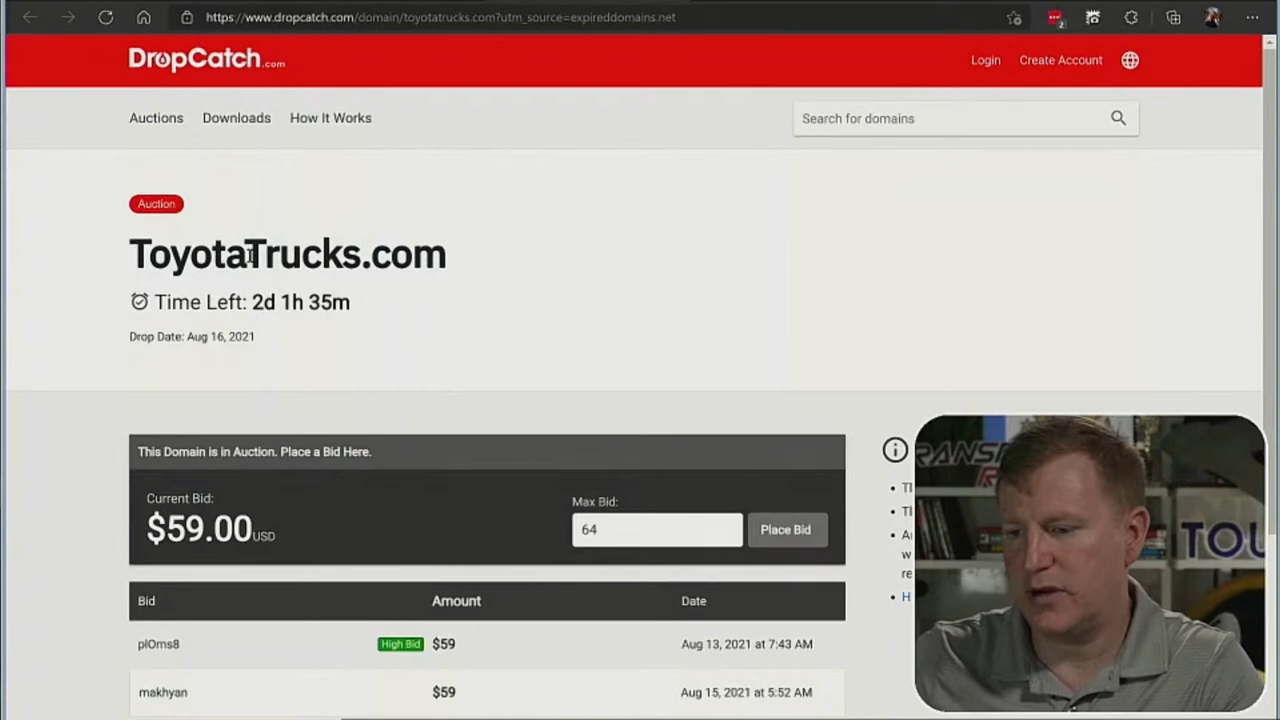 https://www.dropcatch.com/domain/toyotatrucks.com?utm_source=expireddomains.net
2
DropCatch.com
Login
Create Account
Auctions
Downloads
How It Works
Search for domains
Auction
ToyotaTrucks.com
Time Left: 2d 1h 35m
Drop Date: Aug 16, 2021
This Domain is in Auction. Place a Bid Here.
Current Bid:
$59.00 USD
Max Bid:
64
Place Bid
Bid
Amount
Date
plOms8
High Bid
$59
Aug 13, 2021 at 7:43 AM
makhyan
$59
Aug 15, 2021 at 5:52 AM